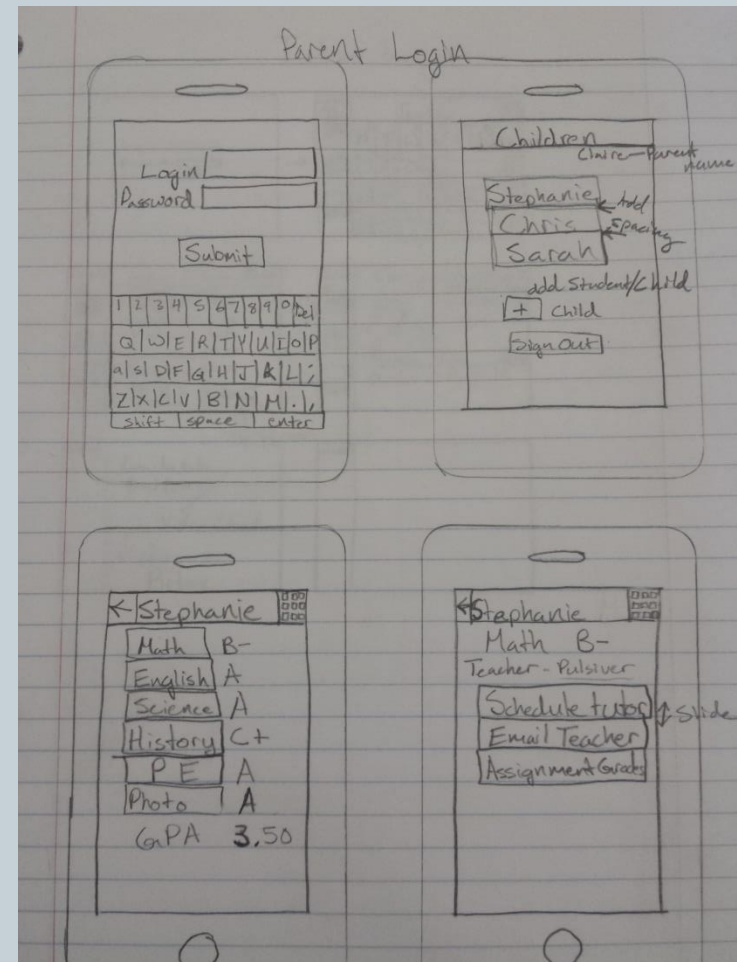 Parent Login
Login
Password
Submit
1 2 3 4 5 6 7 8 9 0 Del
Q W E R T Y U I O P
a S D F G H J K L ;
Z X C V B N M . ,
shift space enter
Children
Claire - Parent name
Stephanie
Chris
Sarah
Add Spacing
add Student/Child
+ Child
Sign Out
← Stephanie
Math B-
English A
Science A
History C+
PE A
Photo A
GPA 3.50
← Stephanie
Math B-
Teacher - Pulsiver
Schedule tutor
Slide
Email Teacher
Assignment Grades